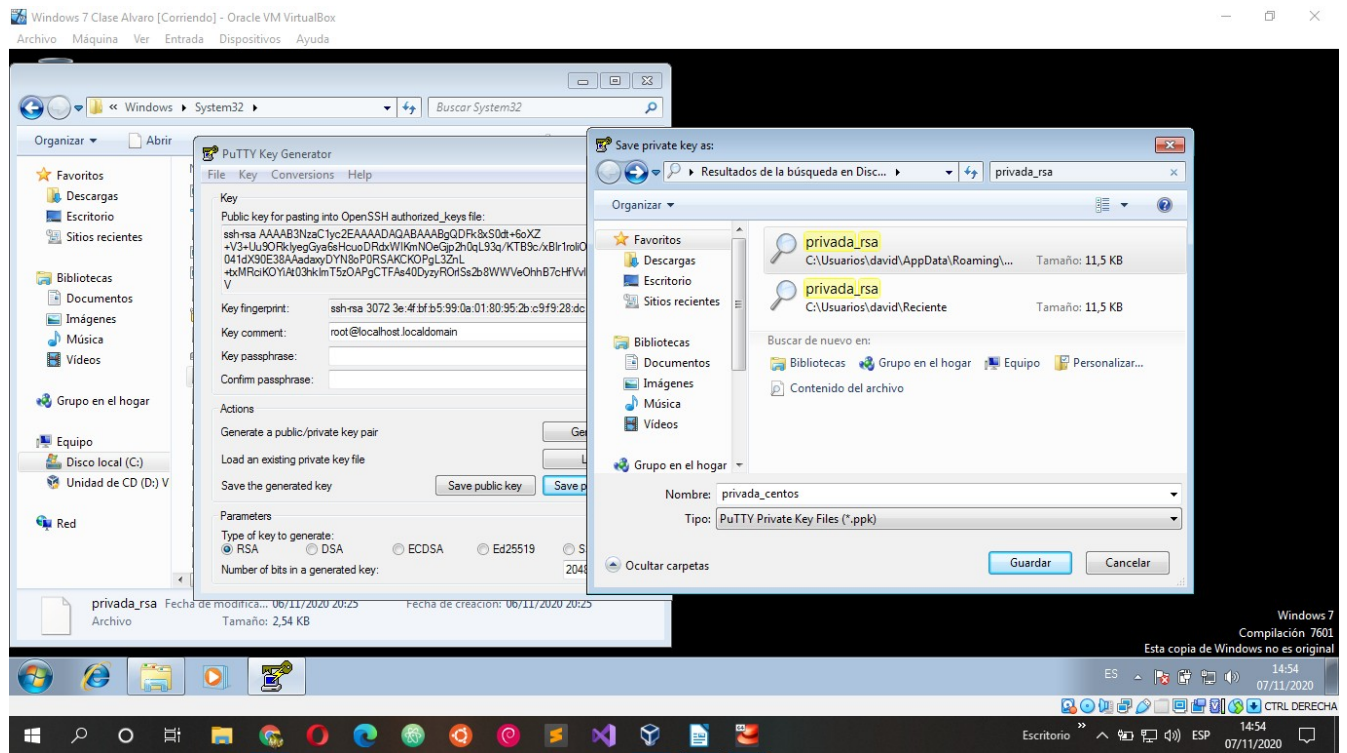 Windows 7 Clase Alvaro [Corriendo] - Oracle VM VirtualBox
Archivo Máquina Ver Entrada Dispositivos Ayuda
« Windows ▸ System32 ▸
Buscar System32
Organizar
Abrir
Favoritos
Descargas
Escritorio
Sitios recientes
Bibliotecas
Documentos
Imágenes
Música
Vídeos
Grupo en el hogar
Equipo
Disco local (C:)
Unidad de CD (D:) V
Red
privada_rsa Fecha de modifica... 06/11/2020 20:25 Fecha de creación: 06/11/2020 20:25
Archivo Tamaño: 2,54 KB
PuTTY Key Generator
File Key Conversions Help
Key
Public key for pasting into OpenSSH authorized_keys file:
ssh-rsa
V
Key fingerprint: ssh-rsa 3072 3e:4f:bf:b5:99:0a:01:80:95:2b:c9:f9:28:dc
Key comment: root@localhost.localdomain
Key passphrase:
Confirm passphrase:
Actions
Generate a public/private key pair
Ge
Load an existing private key file
L
Save the generated key
Save public key
Save p
Parameters
Type of key to generate:
RSA DSA ECDSA Ed25519 S
Number of bits in a generated key: 2048
Save private key as:
▸ Resultados de la búsqueda en Disc... ▸
privada_rsa
Organizar
Favoritos
Descargas
Escritorio
Sitios recientes
Bibliotecas
Documentos
Imágenes
Música
Vídeos
Grupo en el hogar
privada_rsa
C:\Usuarios\david\AppData\Roaming\... Tamaño: 11,5 KB
privada_rsa
C:\Usuarios\david\Reciente Tamaño: 11,5 KB
Buscar de nuevo en:
Bibliotecas Grupo en el hogar Equipo Personalizar...
Contenido del archivo
Nombre: privada_centos
Tipo: PuTTY Private Key Files (*.ppk)
Ocultar carpetas
Guardar
Cancelar
Windows 7
Compilación 7601
Esta copia de Windows no es original
ES
14:54
07/11/2020
CTRL DERECHA
Escritorio
ESP
14:54
07/11/2020